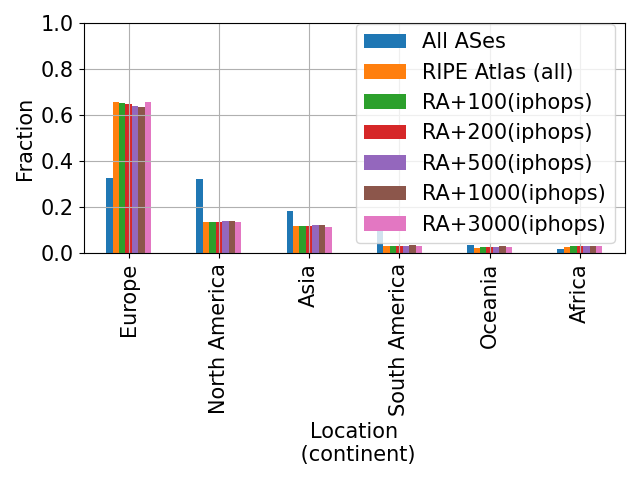 1.0
0.8
0.6
0.4
0.2
0.0
Fraction
All ASes
RIPE Atlas (all)
RA+100(iphops)
RA+200(iphops)
RA+500(iphops)
RA+1000(iphops)
RA+3000(iphops)
Europe
North America
Asia
South America
Oceania
Africa
Location
(continent)